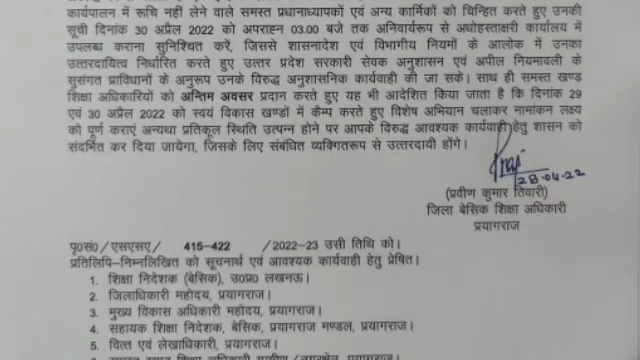 कार्यपालन में रूचि नहीं लेने वाले समस्त प्रधानाध्यापकों एवं अन्य कार्मिकों को चिन्हित करते हुए उनकी
सूची दिनांक 30 अप्रैल 2022 को अपराह्न 03.00 बजे तक अनिवार्यरूप से अधोहस्ताक्षरी कार्यालय में
उपलब्ध कराना सुनिश्चित करें, जिससे शासनादेश एवं विभागीय नियमों के आलोक में उनका
उत्तरदायित्व निर्धारित करते हुए उत्तर प्रदेश सरकारी सेवक अनुशासन एवं अपील नियमावली के
सुसंगत प्राविधानों के अनुरूप उनके विरुद्ध अनुशासनिक कार्यवाही की जा सके। साथ ही समस्त खण्ड
शिक्षा अधिकारियों को अन्तिम अवसर प्रदान करते हुए यह भी आदेशित किया जाता है कि दिनांक 29
एवं 30 अप्रैल 2022 को स्वयं विकास खण्डों में कैम्प करते हुए विशेष अभियान चलाकर नामांकन लक्ष्य
को पूर्ण कराएं अन्यथा प्रतिकूल स्थिति उत्पन्न होने पर आपके विरुद्ध आवश्यक कार्यवाही हेतु शासन को
संदर्मित कर दिया जायेगा, जिसके लिए संबंधित व्यक्तिगतरूप से उत्तरदायी होंगे।
28-04-22
(प्रवीण कुमार तिवारी)
जिला बेसिक शिक्षा अधिकारी
प्रयागराज
पृ0सं0/एसएसए/ 415-422 /2022-23 उसी तिथि को।
प्रतिलिपि-निम्नलिखित को सूचनार्थ एवं आवश्यक कार्यवाही हेतु प्रेषित।
1. शिक्षा निदेशक (बेसिक), उ0प्र0 लखनऊ।
2. जिलाधिकारी महोदय, प्रयागराज।
3. मुख्य विकास अधिकारी महोदय, प्रयागराज।
4. सहायक शिक्षा निदेशक, बेसिक, प्रयागराज मण्डल, प्रयागराज।
5. वित्त एवं लेखाधिकारी, प्रयागराज।